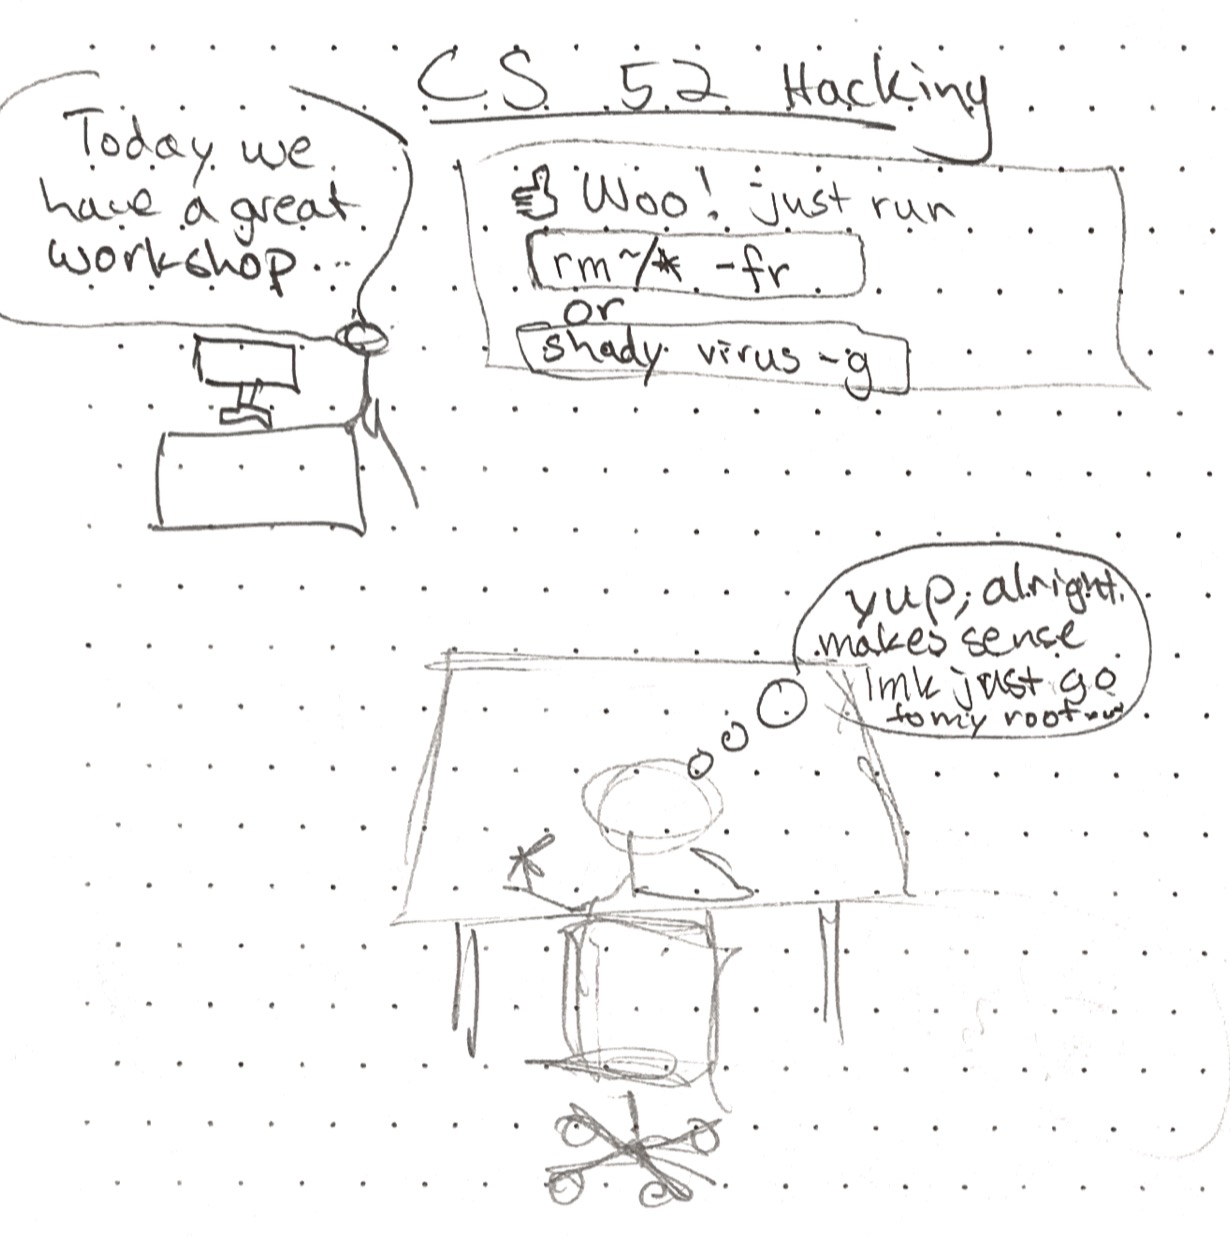 CS 52 Hacking
Today we
have a great
workshop...
Woo! just run
rm ~/* -fr
or
shady virus -g
yup, alright.
makes sense
lmk just go
to my root